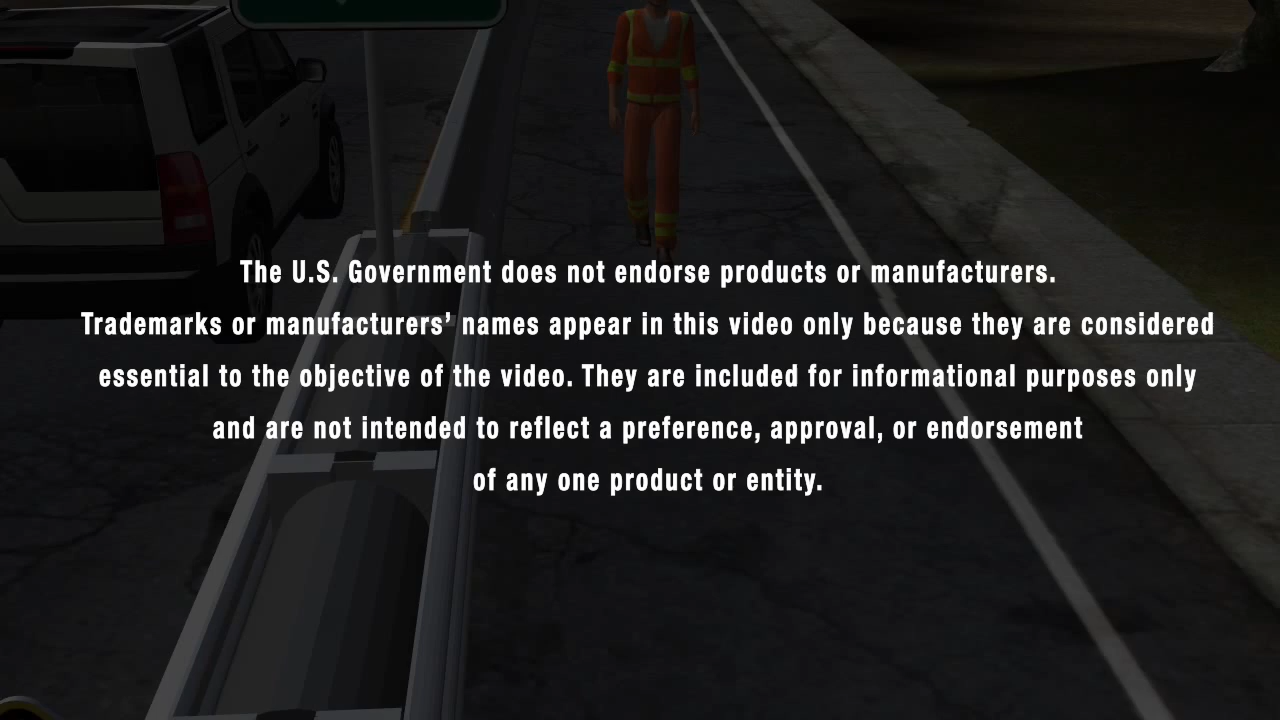 The U.S. Government does not endorse products or manufacturers.
Trademarks or manufacturers’ names appear in this video only because they are considered
essential to the objective of the video. They are included for informational purposes only
and are not intended to reflect a preference, approval, or endorsement
of any one product or entity.